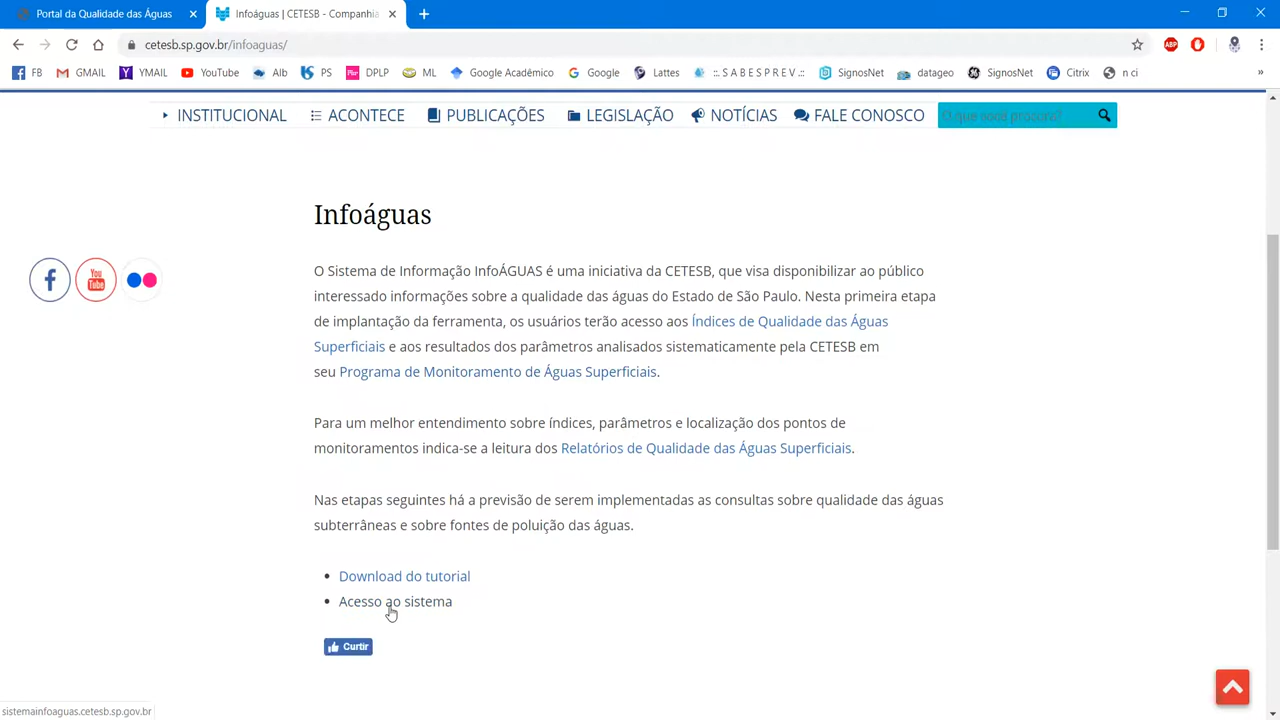 Portal da Qualidade das Águas
Infoáguas | CETESB - Companhia
cetesb.sp.gov.br/infoaguas/
ABP
FB GMAIL YMAIL YouTube Alb PS DPLP ML Google Acadêmico Google Lattes ::. S A B E S P R E V .:: SignosNet datageo SignosNet Citrix n ci »
INSTITUCIONAL ACONTECE PUBLICAÇÕES LEGISLAÇÃO NOTÍCIAS FALE CONOSCO O que você procura?
Infoáguas
O Sistema de Informação InfoÁGUAS é uma iniciativa da CETESB, que visa disponibilizar ao público
interessado informações sobre a qualidade das águas do Estado de São Paulo. Nesta primeira etapa
de implantação da ferramenta, os usuários terão acesso aos Índices de Qualidade das Águas
Superficiais e aos resultados dos parâmetros analisados sistematicamente pela CETESB em
seu Programa de Monitoramento de Águas Superficiais.
Para um melhor entendimento sobre índices, parâmetros e localização dos pontos de
monitoramentos indica-se a leitura dos Relatórios de Qualidade das Águas Superficiais.
Nas etapas seguintes há a previsão de serem implementadas as consultas sobre qualidade das águas
subterrâneas e sobre fontes de poluição das águas.
• Download do tutorial
• Acesso ao sistema
Curtir
You Tube
sistemainfoaguas.cetesb.sp.gov.br